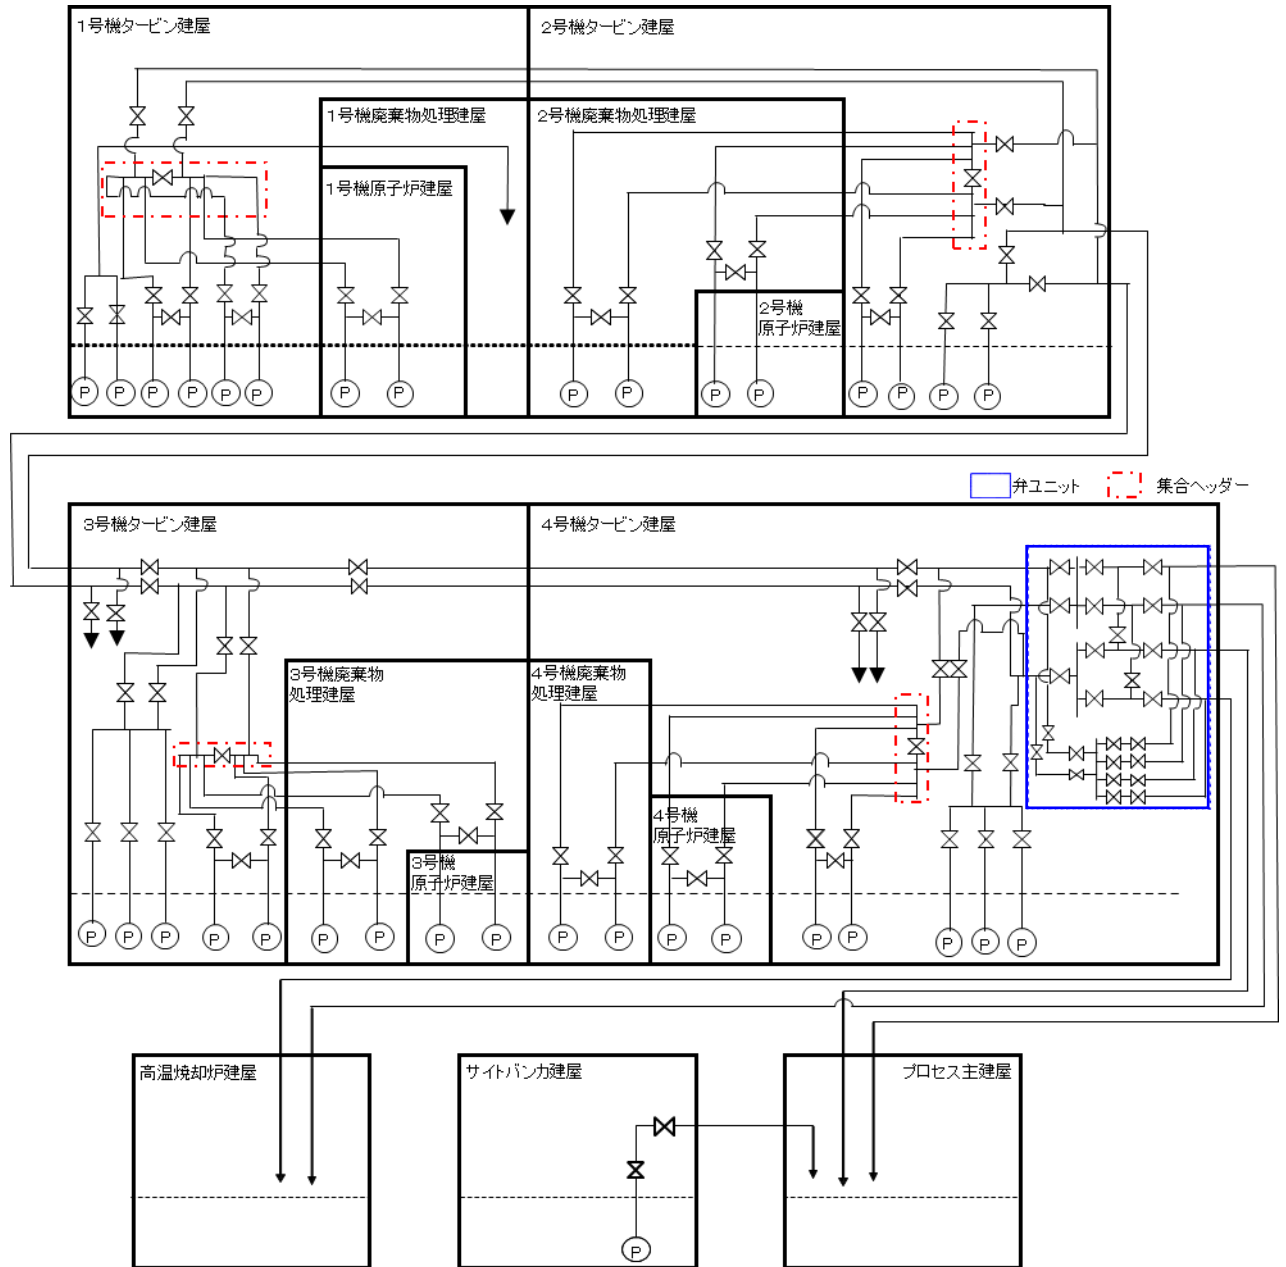 1号機タービン建屋
2号機タービン建屋
1号機廃棄物処理建屋
2号機廃棄物処理建屋
1号機原子炉建屋
2号機
原子炉建屋
P P P P P P P P P P P P P P P P
弁ユニット
集合ヘッダー
3号機タービン建屋
4号機タービン建屋
3号機廃棄物
処理建屋
4号機廃棄物
処理建屋
4号機
原子炉建屋
3号機
原子炉建屋
P P P P P P P P P P P P P P P P P P
高温焼却炉建屋
サイトバンカ建屋
プロセス主建屋
P